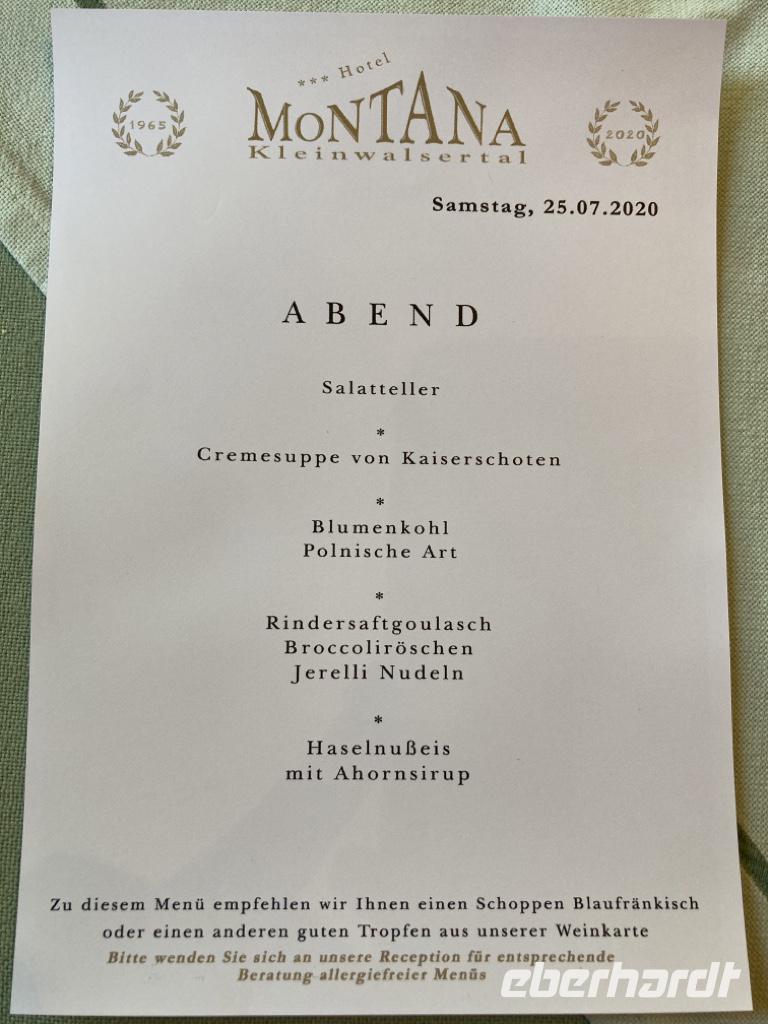 *** Hotel
MONTANA
Kleinwalsertal
1965
2020
Samstag, 25.07.2020
ABEND
Salatteller
*
Cremesuppe von Kaiserschoten
*
Blumenkohl
Polnische Art
*
Rindersaftgoulasch
Broccoliröschen
Jerelli Nudeln
*
Haselnußeis
mit Ahornsirup
Zu diesem Menü empfehlen wir Ihnen einen Schoppen Blaufränkisch
oder einen anderen guten Tropfen aus unserer Weinkarte
Bitte wenden Sie sich an unsere Reception für entsprechende
Beratung allergiefreier Menüs
eberhardt